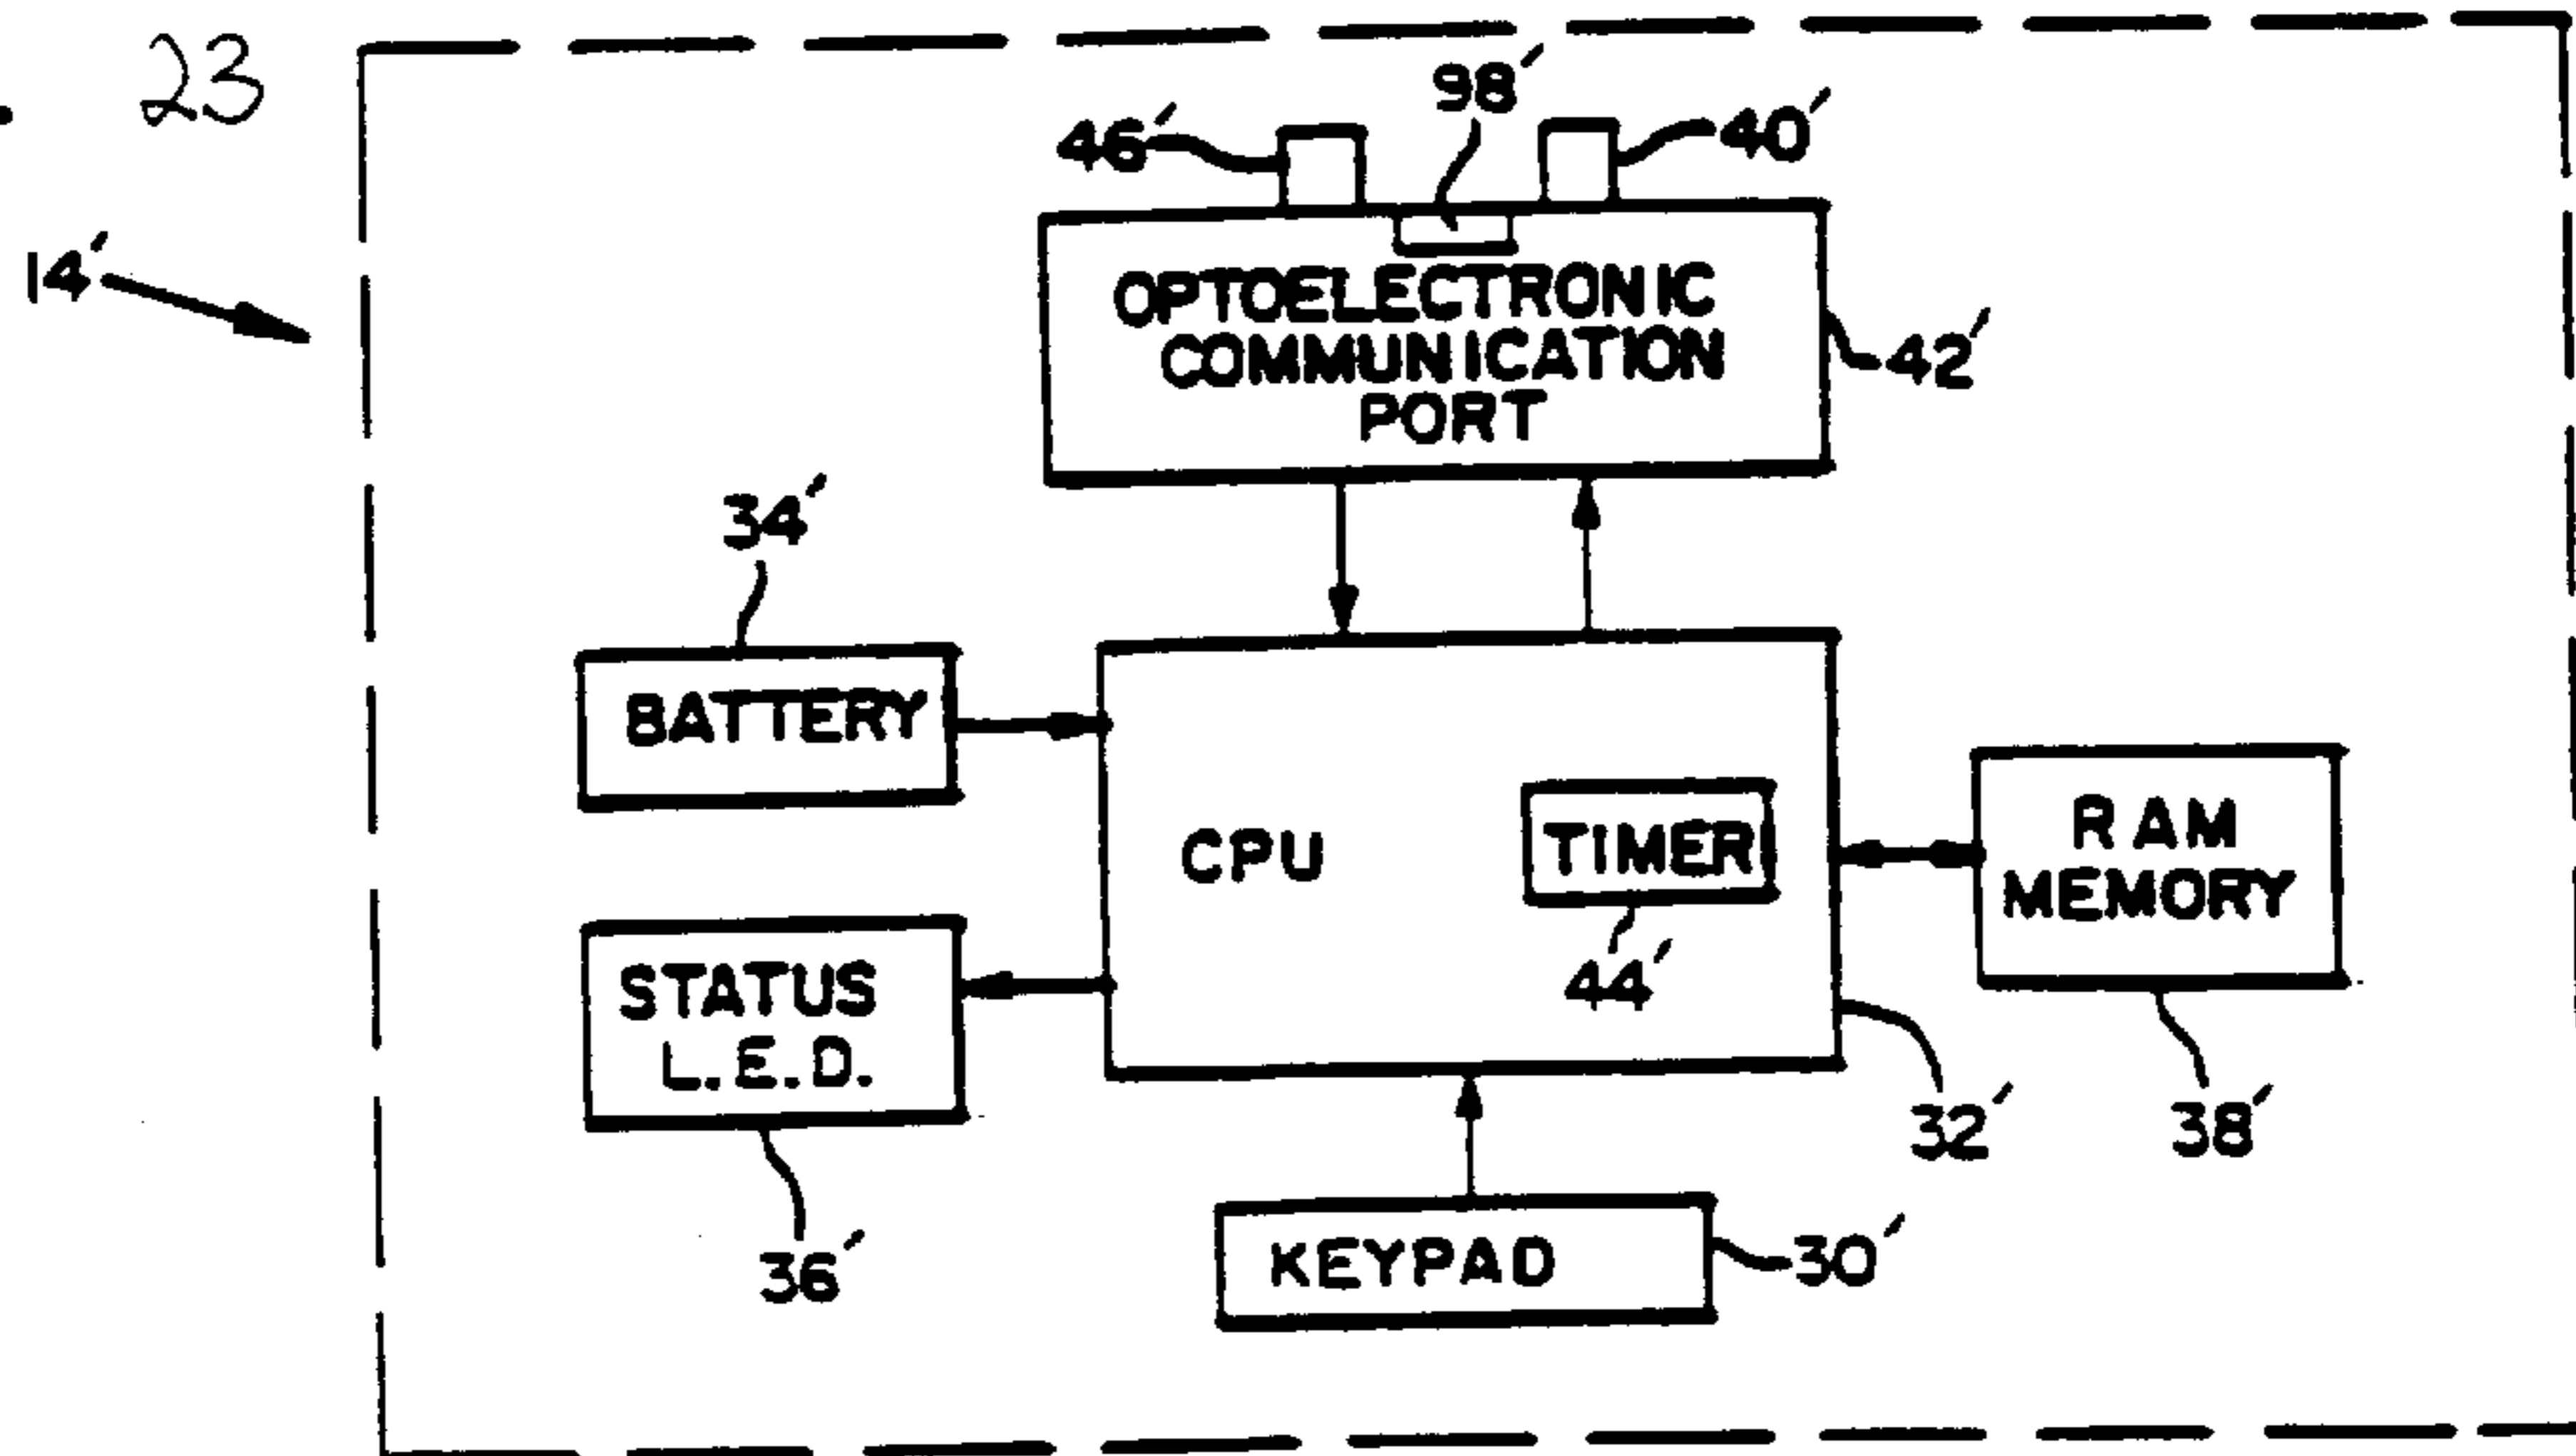 . 23
98′
46′
40′
14′
OPTOELECTRONIC
COMMUNICATION
PORT
42′
34′
BATTERY
CPU
TIMER
44′
RAM
MEMORY
STATUS
L.E.D.
32′
38′
36′
KEYPAD
30′